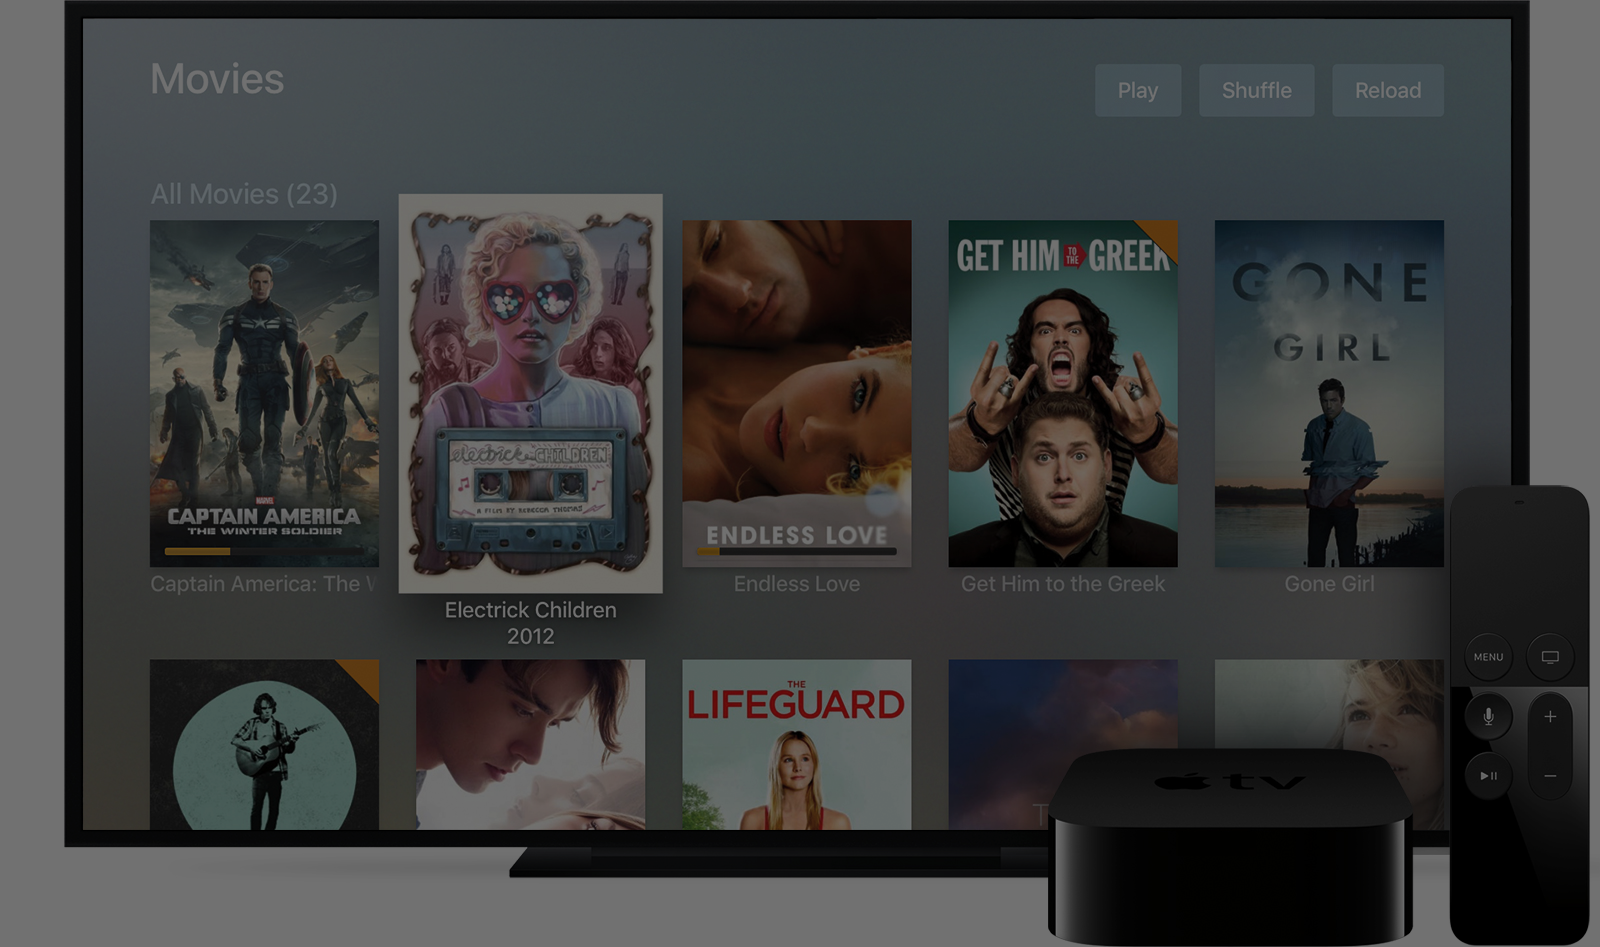 Movies
Play
Shuffle
Reload
All Movies (23)
MARVEL
CAPTAIN AMERICA
THE WINTER SOLDIER
Captain America: The W
electrick CHILDREN
A FILM BY REBECCA THOMAS
Electrick Children
2012
ENDLESS LOVE
Endless Love
GET HIM TO THE GREEK
Get Him to the Greek
GONE
GIRL
Gone Girl
THE
LIFEGUARD
T
tv
MENU